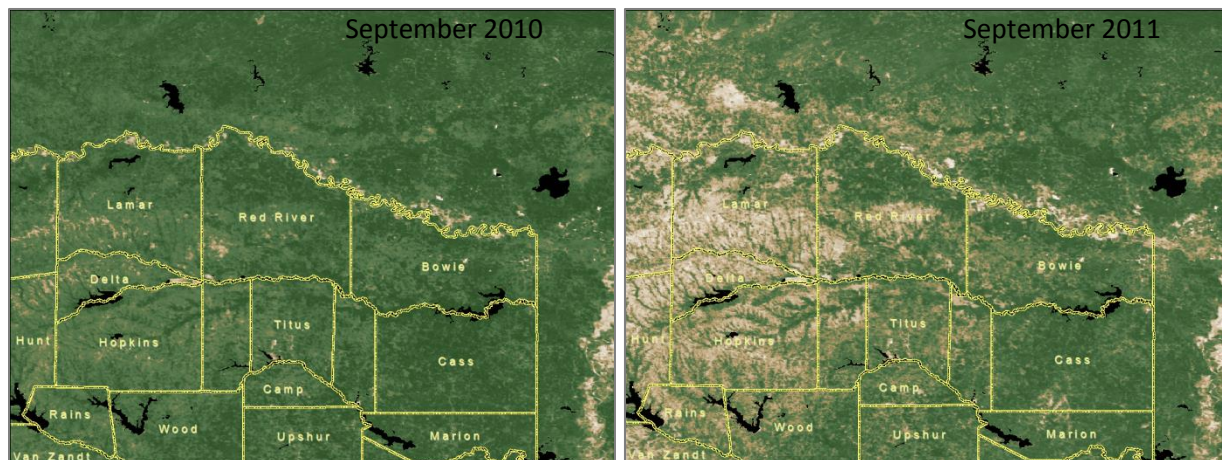 September 2010
Lamar
Red River
Delta
Bowie
Titus
Hunt
Hopkins
Cass
Camp
Rains
Wood
Upshur
Marion
Van Zandt
September 2011
Lamar
Red River
Delta
Bowie
Titus
Hunt
Hopkins
Cass
Camp
Rains
Wood
Upshur
Marion
Van Zandt